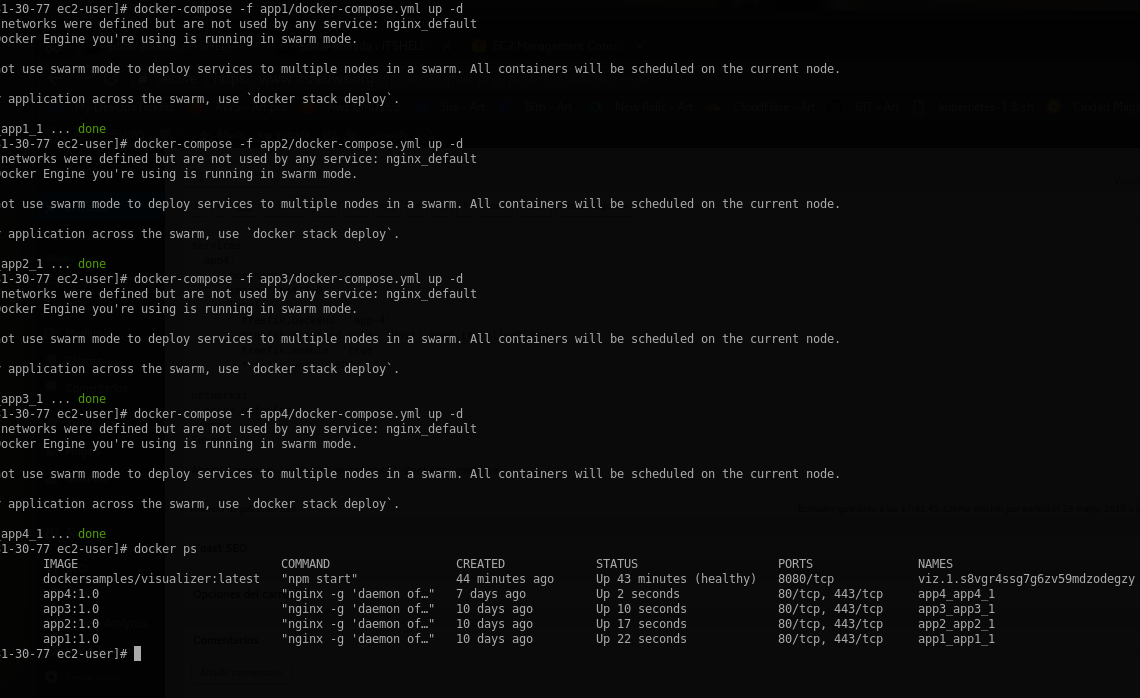 1-30-77 ec2-user]# docker-compose -f app1/docker-compose.yml up -d
networks were defined but are not used by any service: nginx_default
Docker Engine you're using is running in swarm mode.
ot use swarm mode to deploy services to multiple nodes in a swarm. All containers will be scheduled on the current node.
application across the swarm, use `docker stack deploy`.
app1_1 ... done
1-30-77 ec2-user]# docker-compose -f app2/docker-compose.yml up -d
networks were defined but are not used by any service: nginx_default
Docker Engine you're using is running in swarm mode.
ot use swarm mode to deploy services to multiple nodes in a swarm. All containers will be scheduled on the current node.
application across the swarm, use `docker stack deploy`.
app2_1 ... done
1-30-77 ec2-user]# docker-compose -f app3/docker-compose.yml up -d
networks were defined but are not used by any service: nginx_default
Docker Engine you're using is running in swarm mode.
ot use swarm mode to deploy services to multiple nodes in a swarm. All containers will be scheduled on the current node.
application across the swarm, use `docker stack deploy`.
app3_1 ... done
1-30-77 ec2-user]# docker-compose -f app4/docker-compose.yml up -d
networks were defined but are not used by any service: nginx_default
Docker Engine you're using is running in swarm mode.
ot use swarm mode to deploy services to multiple nodes in a swarm. All containers will be scheduled on the current node.
application across the swarm, use `docker stack deploy`.
app4_1 ... done
1-30-77 ec2-user]# docker ps
IMAGE COMMAND CREATED STATUS PORTS NAMES
dockersamples/visualizer:latest "npm start" 44 minutes ago Up 43 minutes (healthy) 8080/tcp viz.1.s8vgr4ssg7g6zv59mdzodegzy
app4:1.0 "nginx -g 'daemon of…" 7 days ago Up 2 seconds 80/tcp, 443/tcp app4_app4_1
app3:1.0 "nginx -g 'daemon of…" 10 days ago Up 10 seconds 80/tcp, 443/tcp app3_app3_1
app2:1.0 "nginx -g 'daemon of…" 10 days ago Up 17 seconds 80/tcp, 443/tcp app2_app2_1
app1:1.0 "nginx -g 'daemon of…" 10 days ago Up 22 seconds 80/tcp, 443/tcp app1_app1_1
1-30-77 ec2-user]#